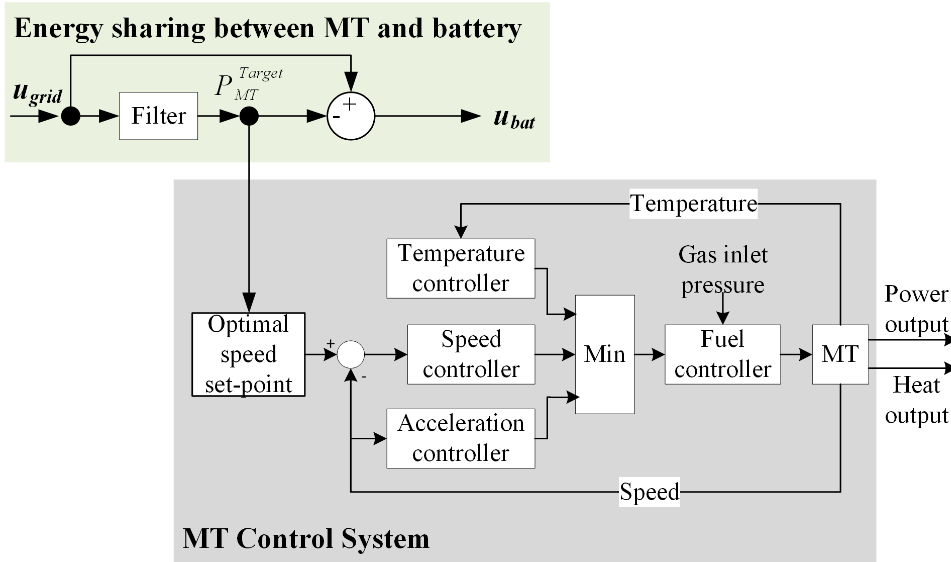 Energy sharing between MT and battery
u_grid
P_MT^Target
Filter
+
-
u_bat
Temperature
Temperature
controller
Gas inlet
pressure
Power
output
Optimal
speed
set-point
+
-
Speed
controller
Min
Fuel
controller
MT
Heat
output
Acceleration
controller
Speed
MT Control System